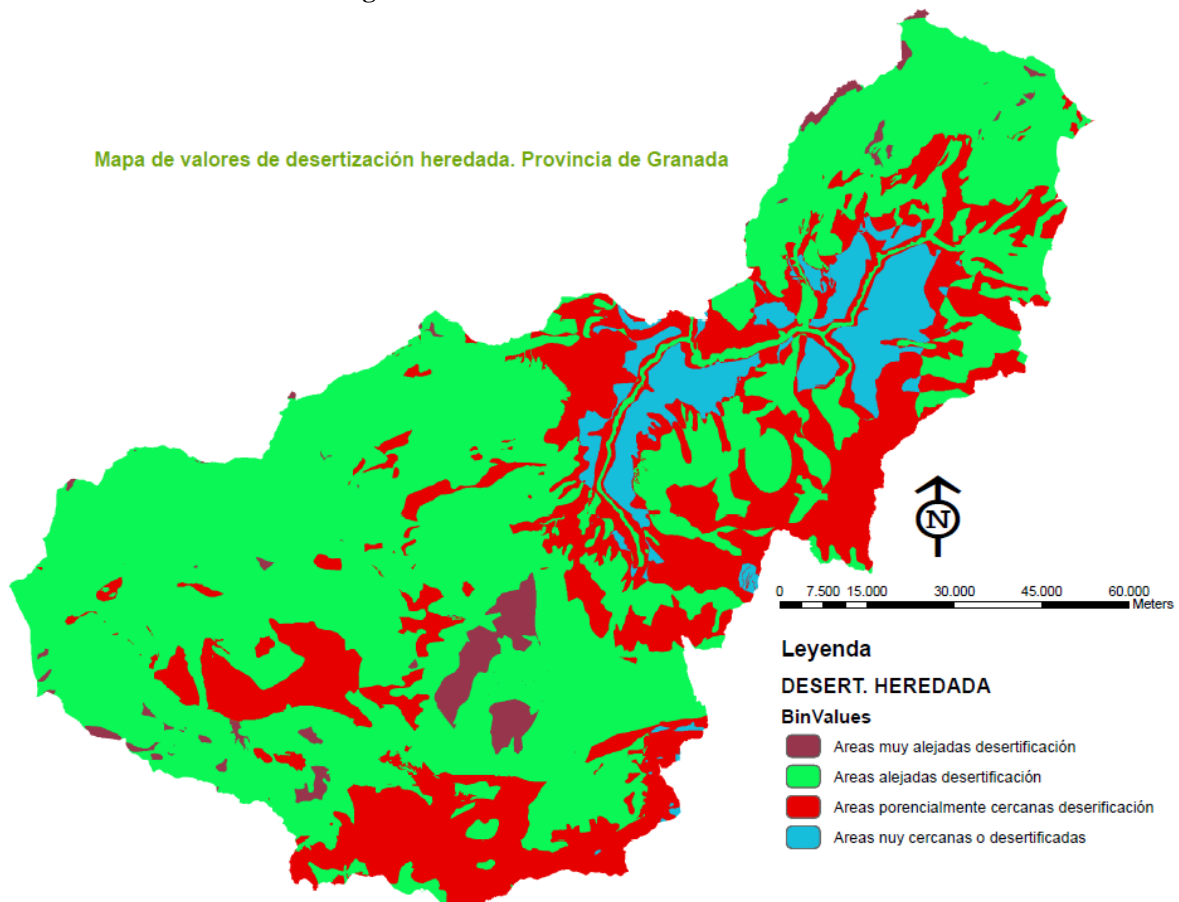 Mapa de valores de desertización heredada. Provincia de Granada
N
0 7.500 15.000 30.000 45.000 60.000
Meters
Leyenda
DESERT. HEREDADA
BinValues
Areas muy alejadas desertificación
Areas alejadas desertificación
Areas porencialmente cercanas deserificación
Areas nuy cercanas o desertificadas